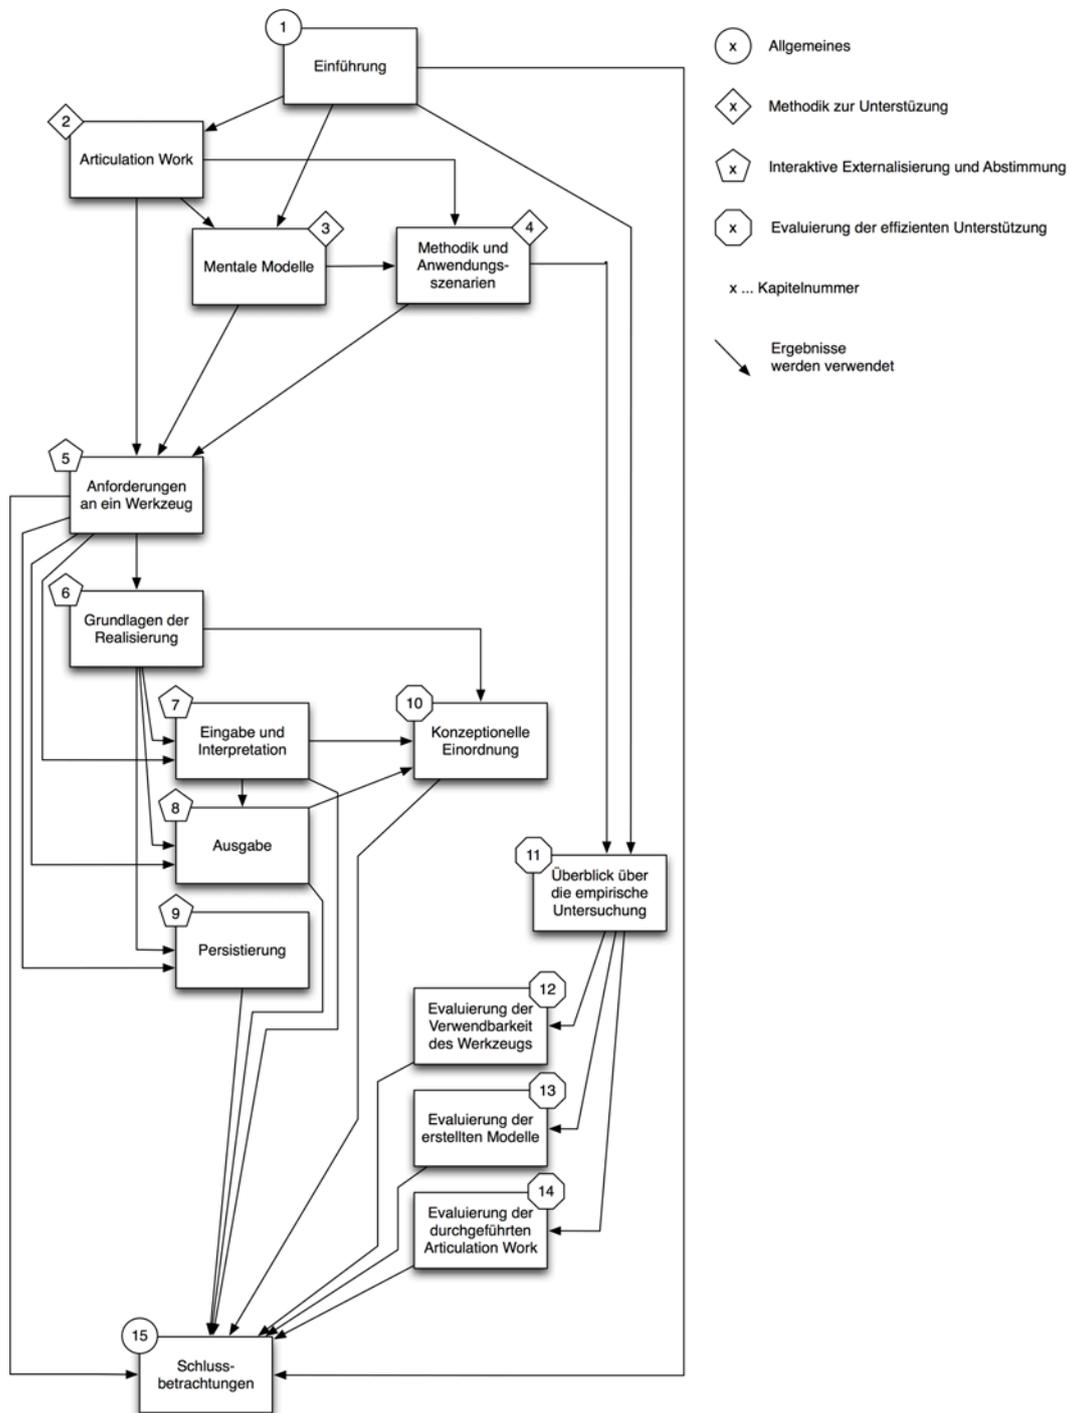 1
Einführung
x
Allgemeines
x
Methodik zur Unterstüzung
x
Interaktive Externalisierung und Abstimmung
x
Evaluierung der effizienten Unterstützung
x ... Kapitelnummer
Ergebnisse
werden verwendet
2
Articulation Work
3
Mentale Modelle
4
Methodik und
Anwendungs-
szenarien
5
Anforderungen
an ein Werkzeug
6
Grundlagen der
Realisierung
7
Eingabe und
Interpretation
8
Ausgabe
9
Persistierung
10
Konzeptionelle
Einordnung
11
Überblick über
die empirische
Untersuchung
12
Evaluierung der
Verwendbarkeit
des Werkzeugs
13
Evaluierung der
erstellten Modelle
14
Evaluierung der
durchgeführten
Articulation Work
15
Schluss-
betrachtungen